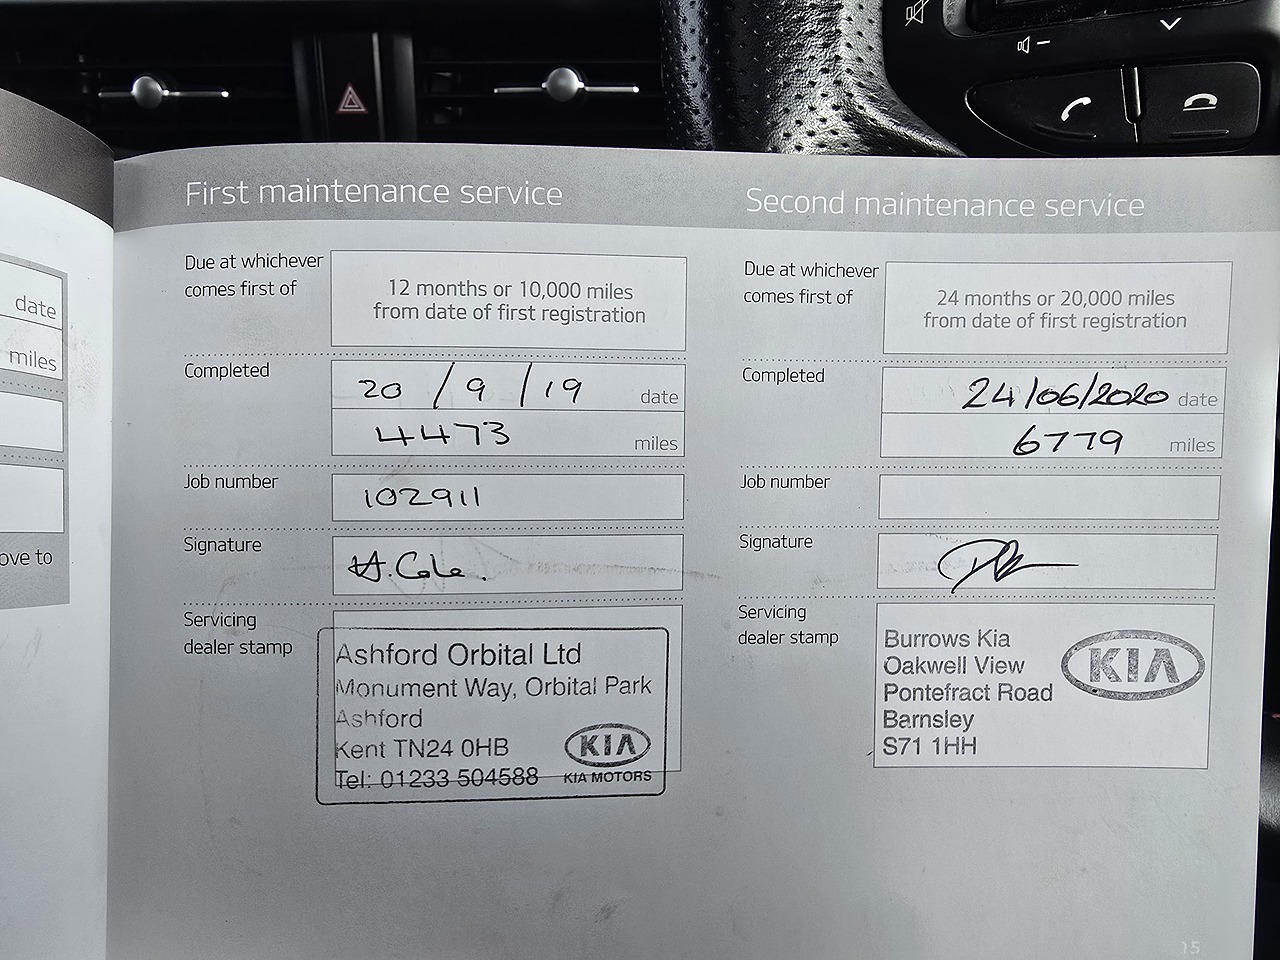 date
miles
ove to
First maintenance service
Due at whichever
comes first of
12 months or 10,000 miles
from date of first registration
Completed
20/9/19 date
4473 miles
Job number
102911
Signature
H. Cole.
Servicing
dealer stamp
Ashford Orbital Ltd
Monument Way, Orbital Park
Ashford
Kent TN24 0HB
Tel: 01233 504588
KIA
KIA MOTORS
Second maintenance service
Due at whichever
comes first of
24 months or 20,000 miles
from date of first registration
Completed
24/06/2020 date
6779 miles
Job number
Signature
Servicing
dealer stamp
Burrows Kia
Oakwell View
Pontefract Road
Barnsley
S71 1HH
KIA
15